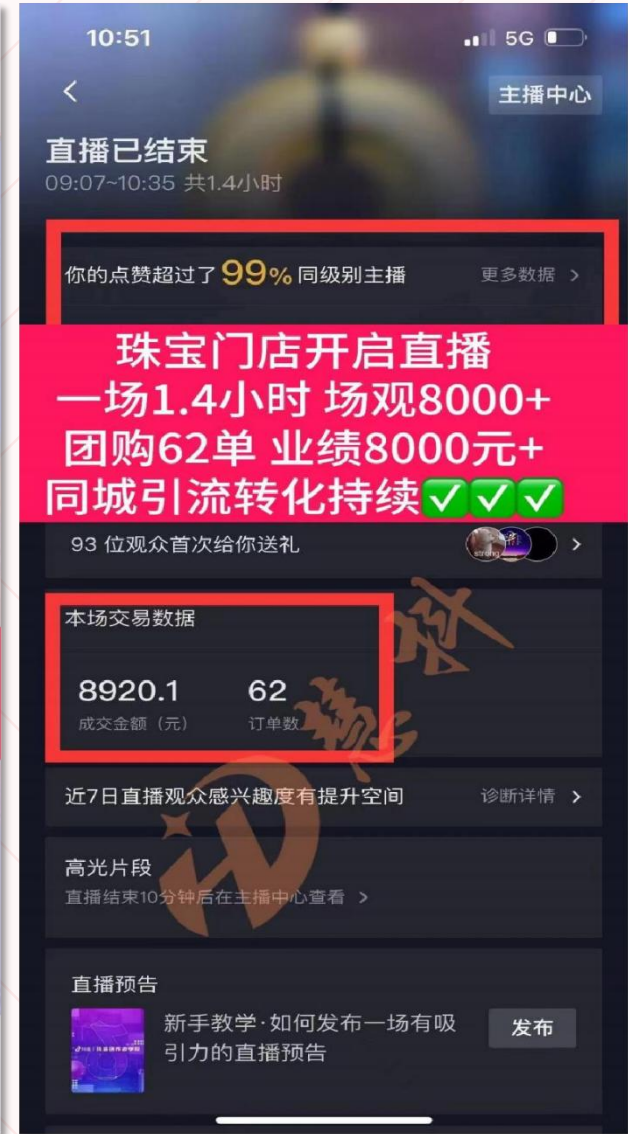 10:51
5G
主播中心
直播已结束
09:07~10:35 共1.4小时
你的点赞超过了 99% 同级别主播
更多数据 >
珠宝门店开启直播
一场1.4小时 场观8000+
团购62单 业绩8000元+
同城引流转化持续✅✅✅
93 位观众首次给你送礼 >
本场交易数据
8920.1 62
成交金额（元） 订单数
慧抖
近7日直播观众感兴趣度有提升空间 诊断详情 >
高光片段
直播结束10分钟后在主播中心查看 >
直播预告
新手教学·如何发布一场有吸
引力的直播预告
发布